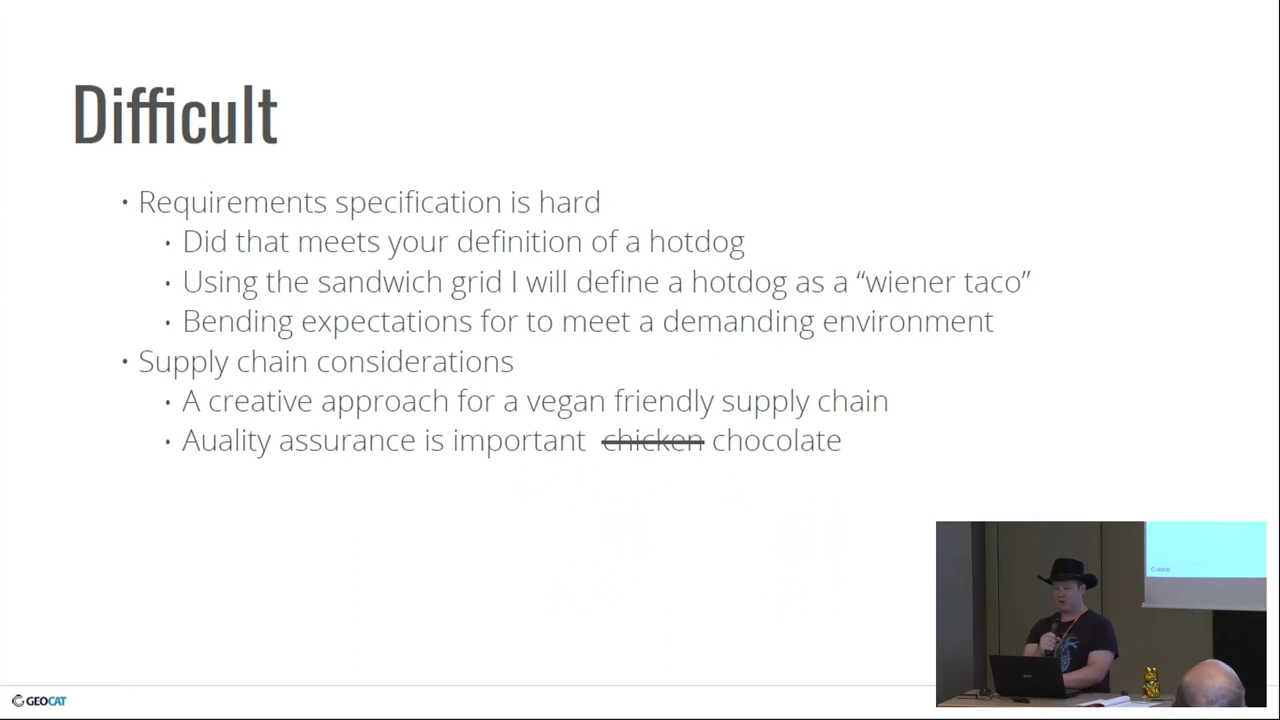 Difficult
• Requirements specification is hard
• Did that meets your definition of a hotdog
• Using the sandwich grid I will define a hotdog as a “wiener taco”
• Bending expectations for to meet a demanding environment
• Supply chain considerations
• A creative approach for a vegan friendly supply chain
• Auality assurance is important chicken chocolate
GEOCAT